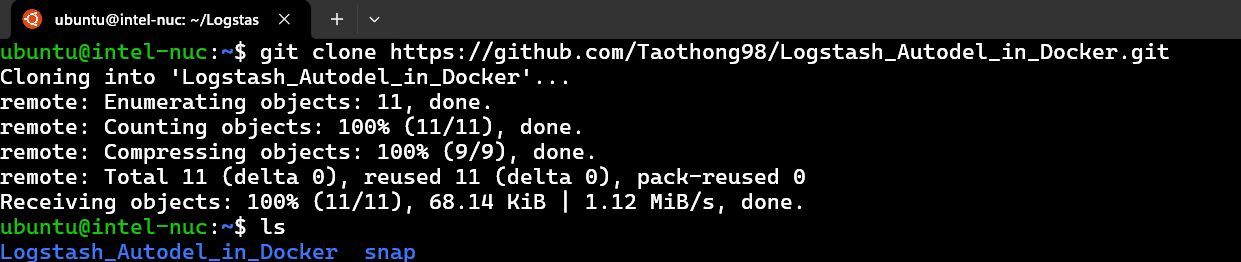 ubuntu@intel-nuc: ~/Logstas
ubuntu@intel-nuc:~$ git clone https://github.com/Taothong98/Logstash_Autodel_in_Docker.git
Cloning into 'Logstash_Autodel_in_Docker'...
remote: Enumerating objects: 11, done.
remote: Counting objects: 100% (11/11), done.
remote: Compressing objects: 100% (9/9), done.
remote: Total 11 (delta 0), reused 11 (delta 0), pack-reused 0
Receiving objects: 100% (11/11), 68.14 KiB | 1.12 MiB/s, done.
ubuntu@intel-nuc:~$ ls
Logstash_Autodel_in_Docker  snap